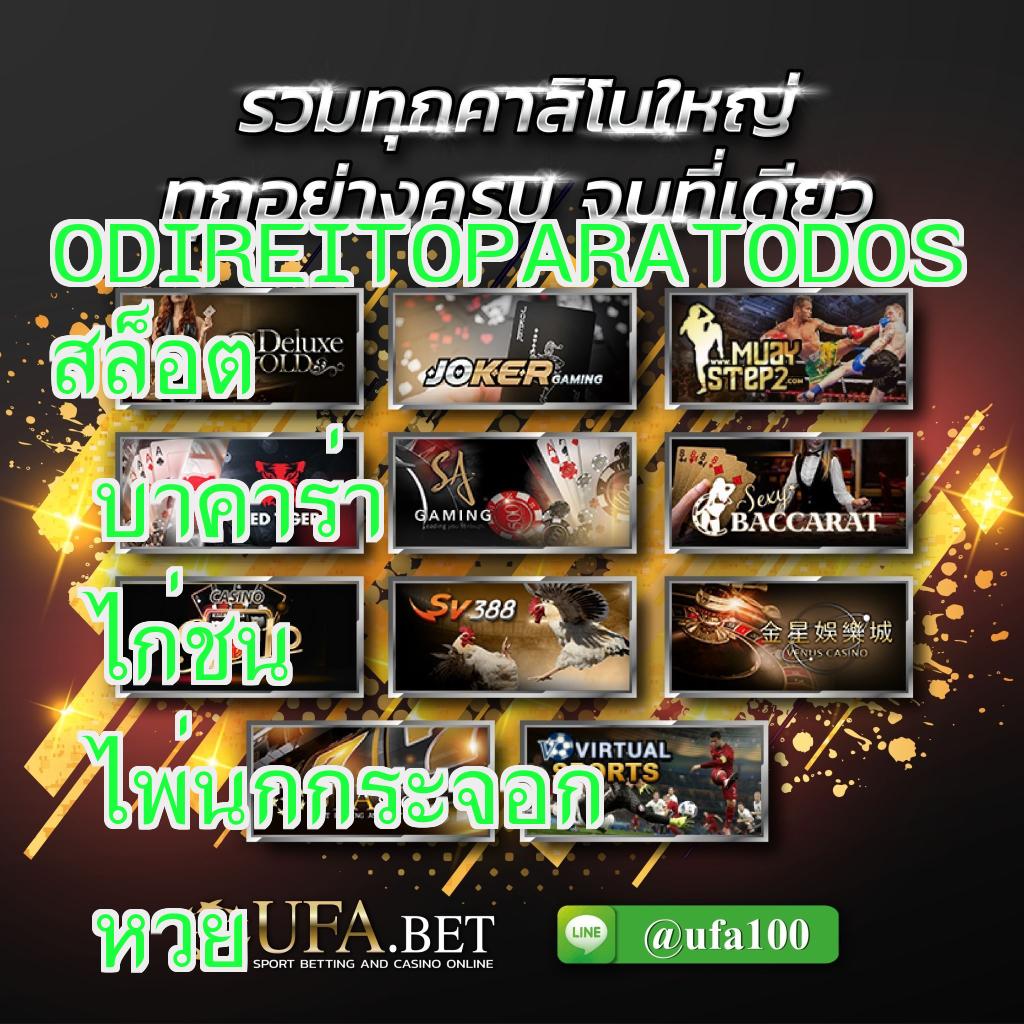 รวมทุกคาสิโนใหญ่
ทุกอย่างครบ จบที่เดียว
ODIREITOPARATODOS
สล็อต
Deluxe
JOKER GAMING
WWW.MUAY STEP2.COM
บาคาร่า
RED TIGER
SA GAMING
Sexy BACCARAT
ไก่ชน
CASINO
SV388
金星娛樂城
VENUS CASINO
ไพ่นกกระจอก
VIRTUAL SPORTS
หวย
UFA.BET
SPORT BETTING AND CASINO ONLINE
LINE @ufa100